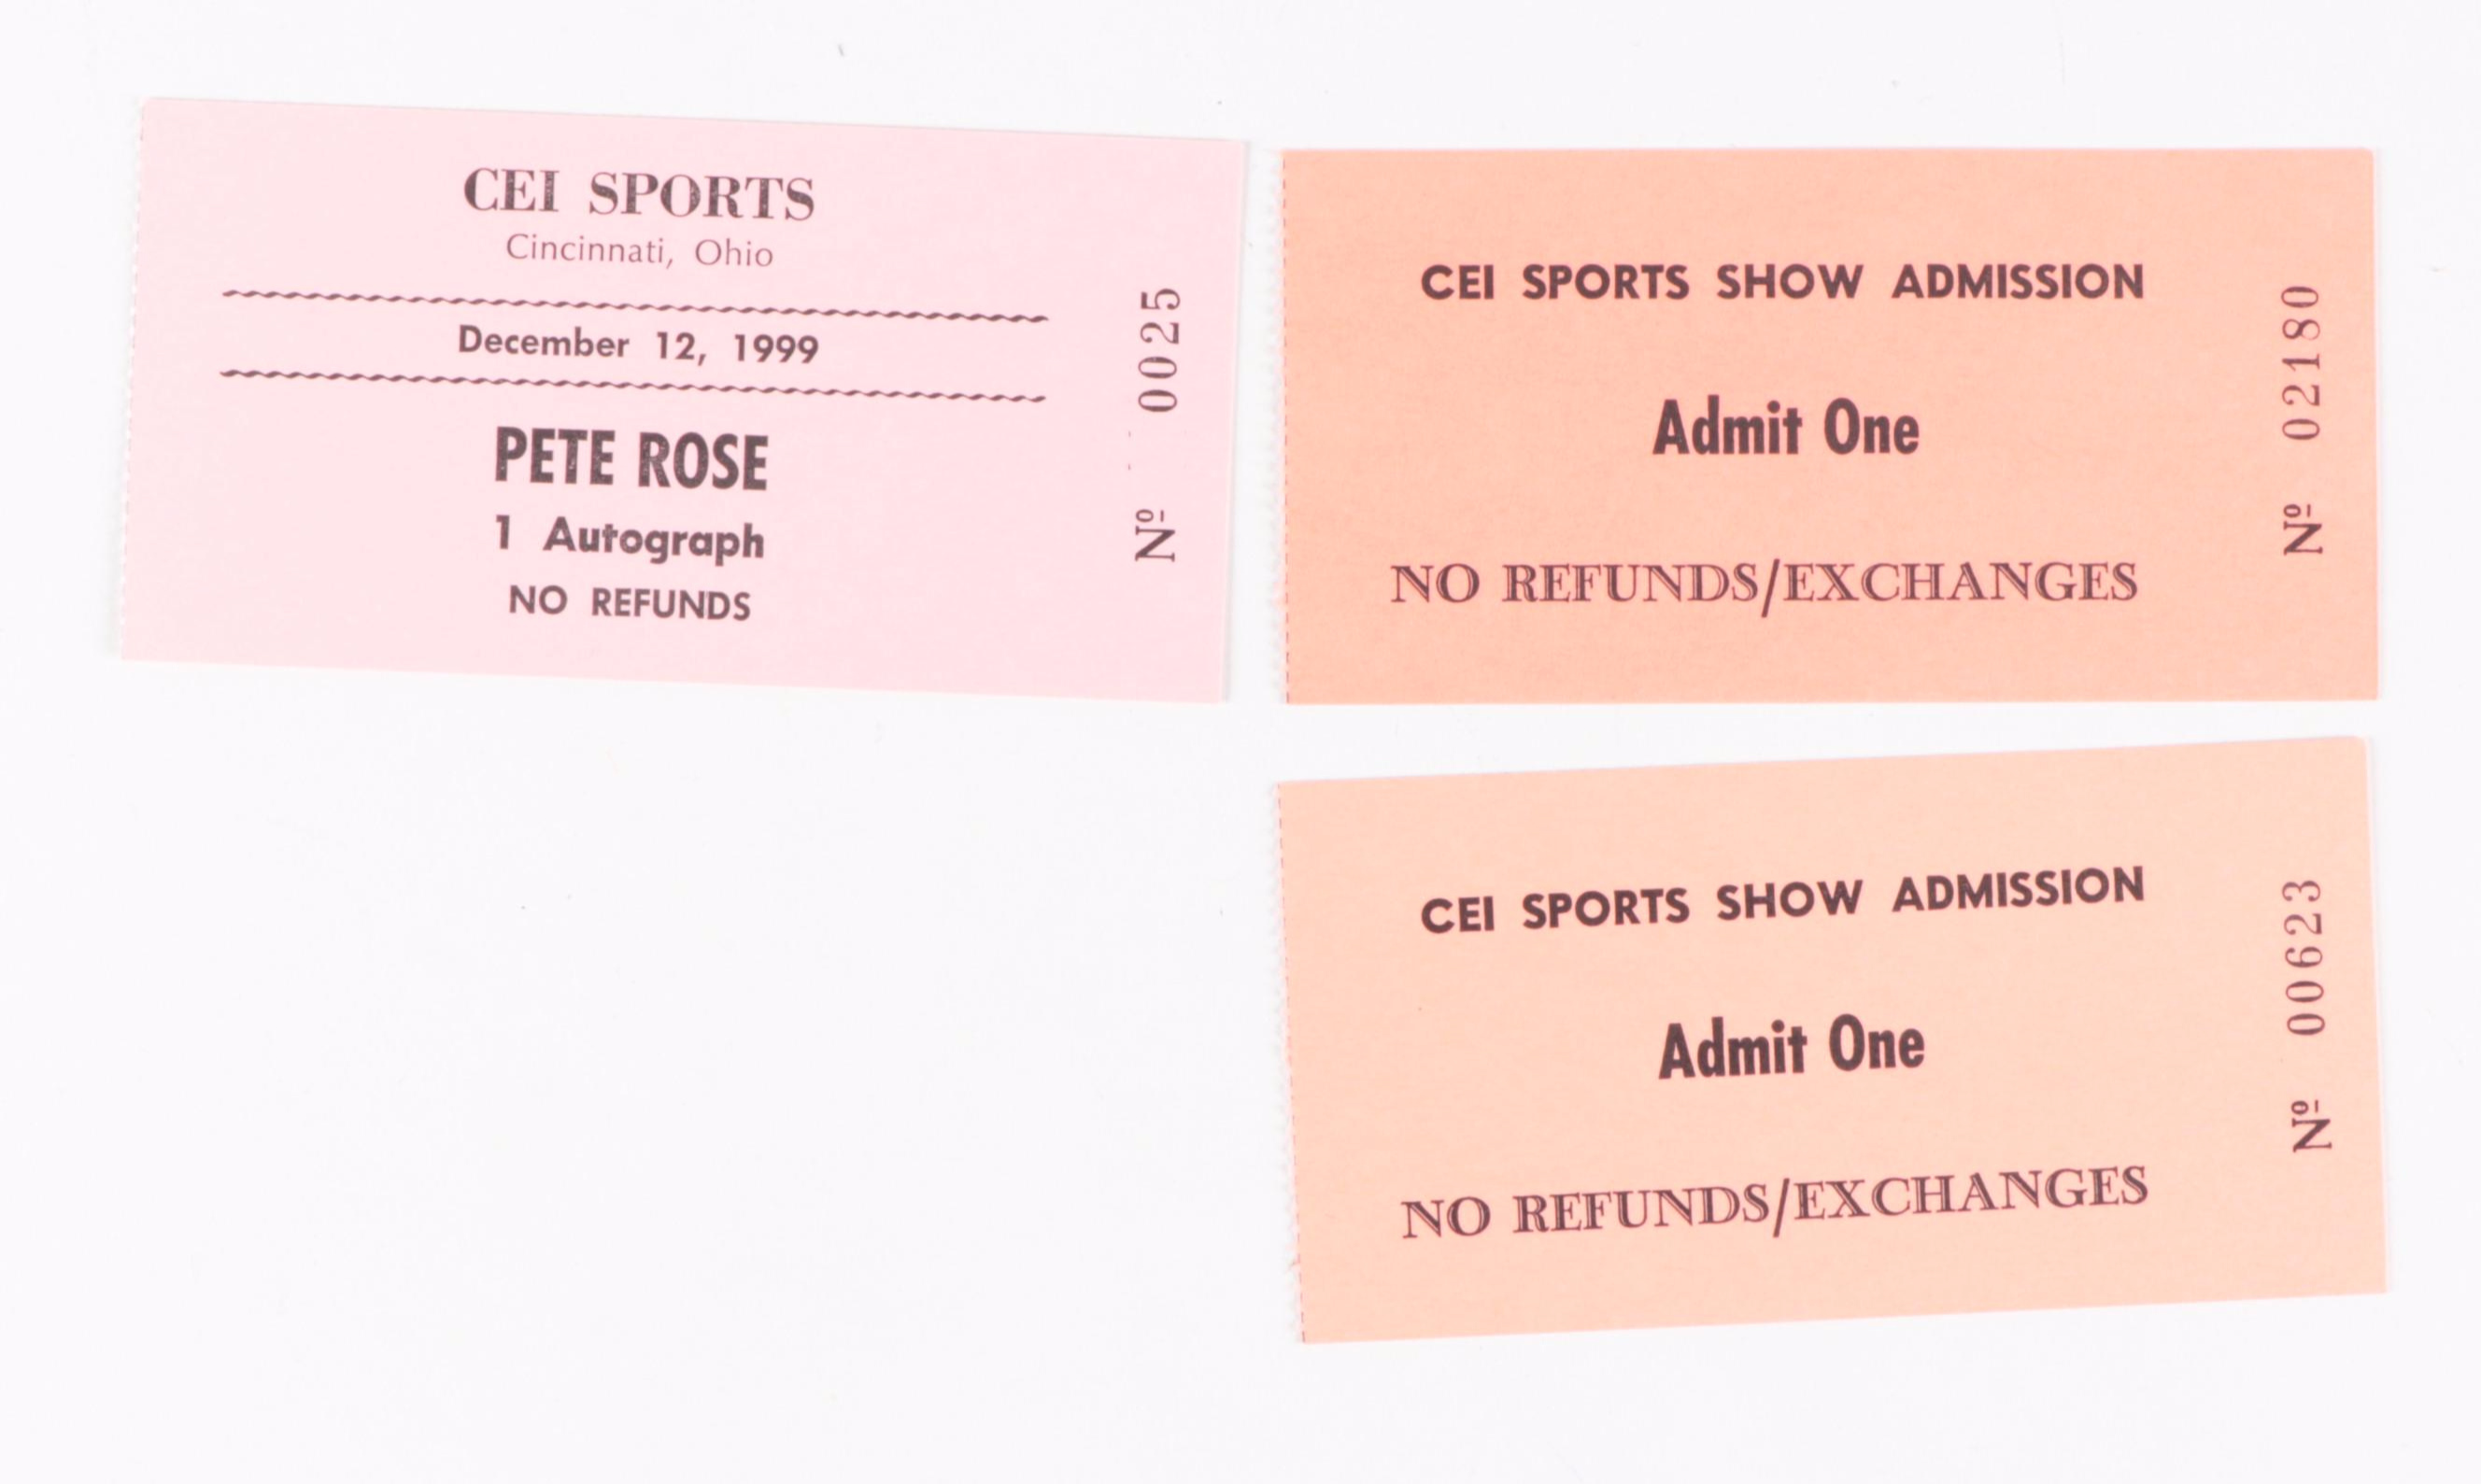 CEI SPORTS
Cincinnati, Ohio
December 12, 1999
PETE ROSE
1 Autograph
NO REFUNDS
Nº 0025
CEI SPORTS SHOW ADMISSION
Admit One
NO REFUNDS/EXCHANGES
Nº 02180
CEI SPORTS SHOW ADMISSION
Admit One
NO REFUNDS/EXCHANGES
Nº 00623